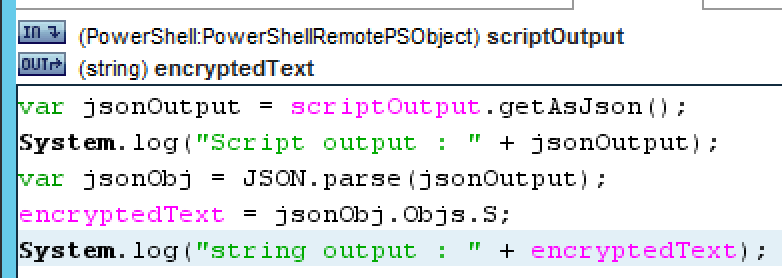 IN (PowerShell:PowerShellRemotePSObject) scriptOutput
OUT (string) encryptedText
var jsonOutput = scriptOutput.getAsJson();
System.log("Script output : " + jsonOutput);
var jsonObj = JSON.parse(jsonOutput);
encryptedText = jsonObj.Objs.S;
System.log("string output : " + encryptedText);